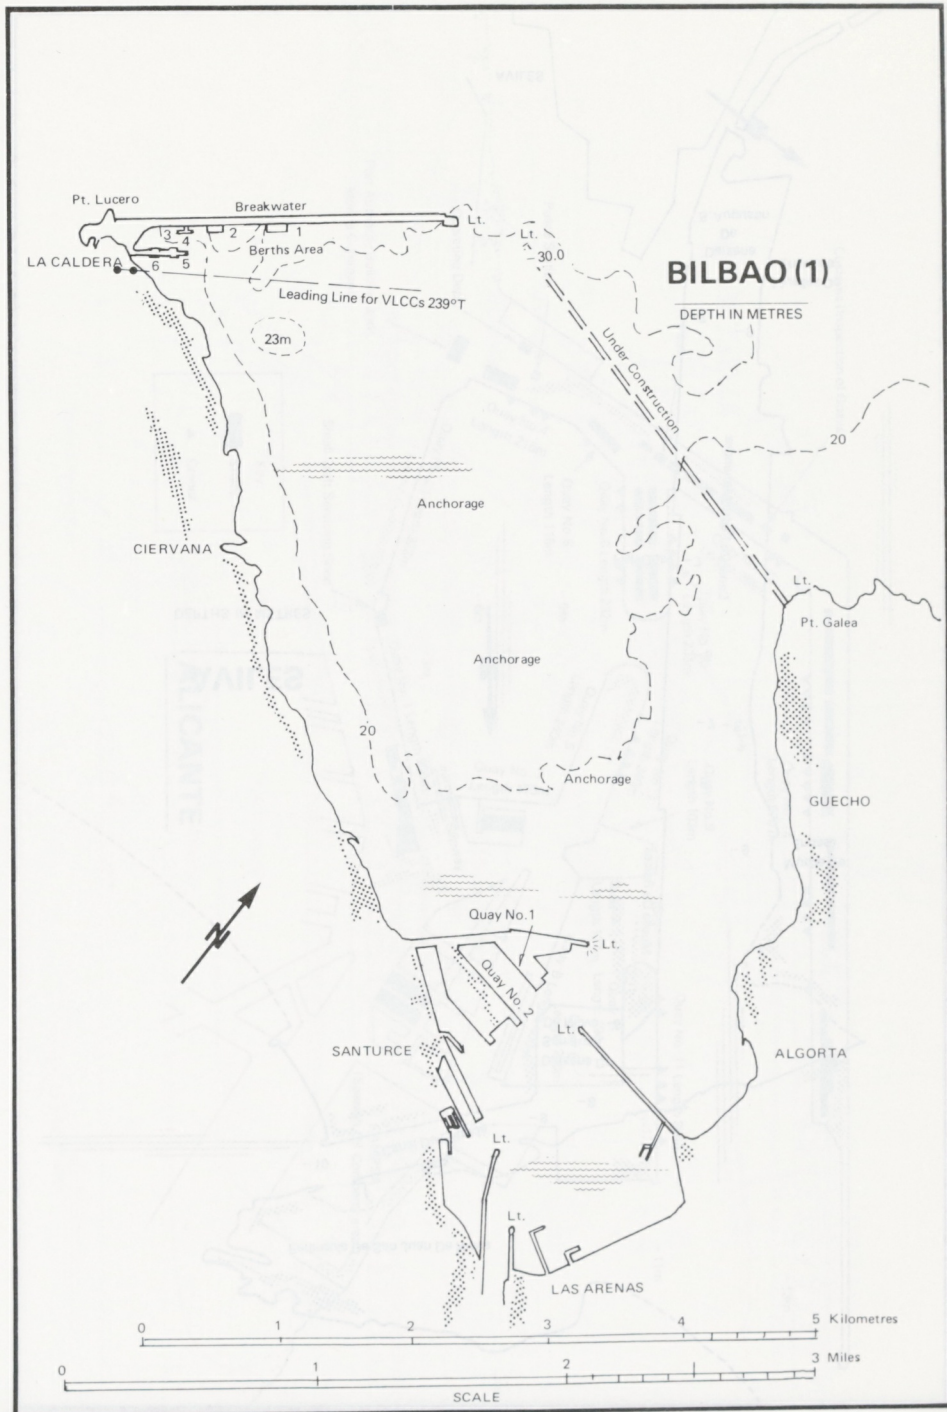 Pt. Lucero
Breakwater
Lt.
3
4
2
1
Lt.
Berths Area
30.0
LA CALDERA
6
5
BILBAO (1)
Leading Line for VLCCs 239°T
DEPTH IN METRES
23m
Under Construction
20
Anchorage
CIERVANA
Lt.
Pt. Galea
Anchorage
20
Anchorage
GUECHO
N
Quay No.1
Lt.
Quay No. 2
Lt.
SANTURCE
ALGORTA
Lt.
Lt.
LAS ARENAS
0 1 2 3 4 5 Kilometres
0 1 2 3 Miles
SCALE